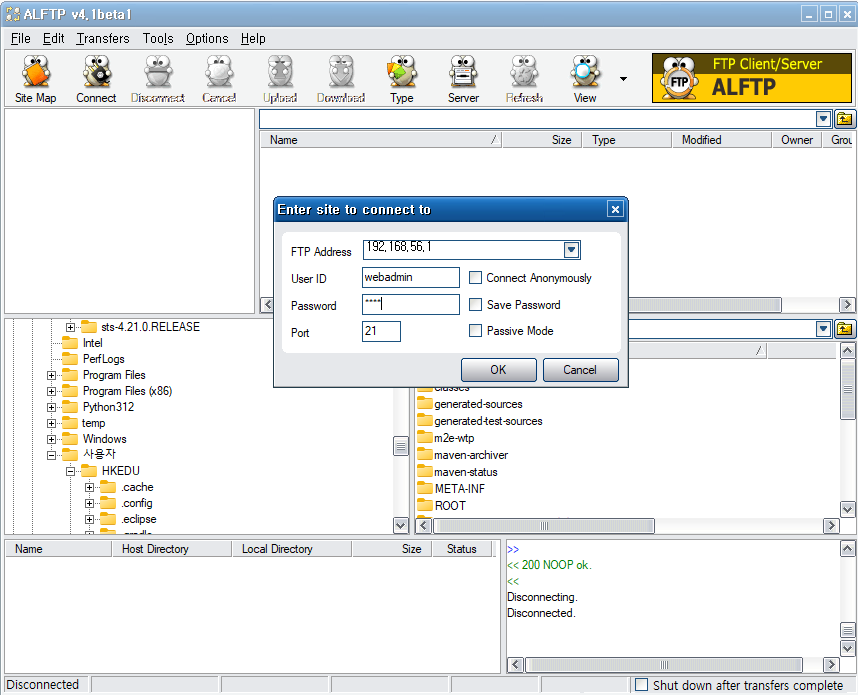 ALFTP v4.1beta1
File Edit Transfers Tools Options Help
Site Map Connect Disconnect Cancel Upload Download Type Server Refresh View
FTP
FTP Client/Server
ALFTP
Name Size Type Modified Owner Grou
Enter site to connect to
FTP Address 192.168.56.1
User ID webadmin Connect Anonymously
Password **** Save Password
Port 21 Passive Mode
OK Cancel
sts-4.21.0.RELEASE
Intel
PerfLogs
Program Files
Program Files (x86)
Python312
temp
Windows
사용자
HKEDU
.cache
.config
.eclipse
classes
generated-sources
generated-test-sources
m2e-wtp
maven-archiver
maven-status
META-INF
ROOT
Name Host Directory Local Directory Size Status
>>
<< 200 NOOP ok.
<<
Disconnecting.
Disconnected.
Disconnected
Shut down after transfers complete